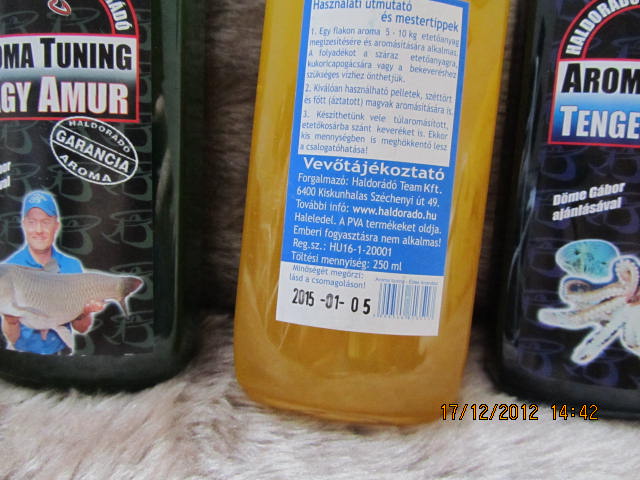 HALDORÁDÓ
OMA TUNING
GY AMUR
HALDORÁDÓ
GARANCIA
AROMA
Használati útmutató
és mestertippek
1. Egy flakon aroma 5 - 10 kg etetőanyag
megízesítésére és aromásítására alkalmas.
A folyadékot a száraz etetőanyagra,
kukoricapogácsára vagy a bekeveréshez
szükséges vízhez önthetjük.
2. Kiválóan használható pelletek, széttört
és főtt (áztatott) magvak aromásítására is.
3. Készíthetünk vele túlaromásított,
etetőkosárba szánt keveréket is. Ekkor
kis mennyiségben is meghökkentő lesz
a csalogatóhatása!
Vevőtájékoztató
Forgalmazó: Haldorádó Team Kft.
6400 Kiskunhalas Széchenyi út 49.
További infó: www.haldorado.hu
Haleledel. A PVA termékeket oldja.
Emberi fogyasztásra nem alkalmas!
Reg.sz.: HU16-1-20001
Töltési mennyiség: 250 ml
Minőségét megőrzi:
lásd a csomagoláson!
2015 -01- 05
HALDORÁDÓ
AROMA
TENGE
Döme Gábor
ajánlásával
17/12/2012 14:42